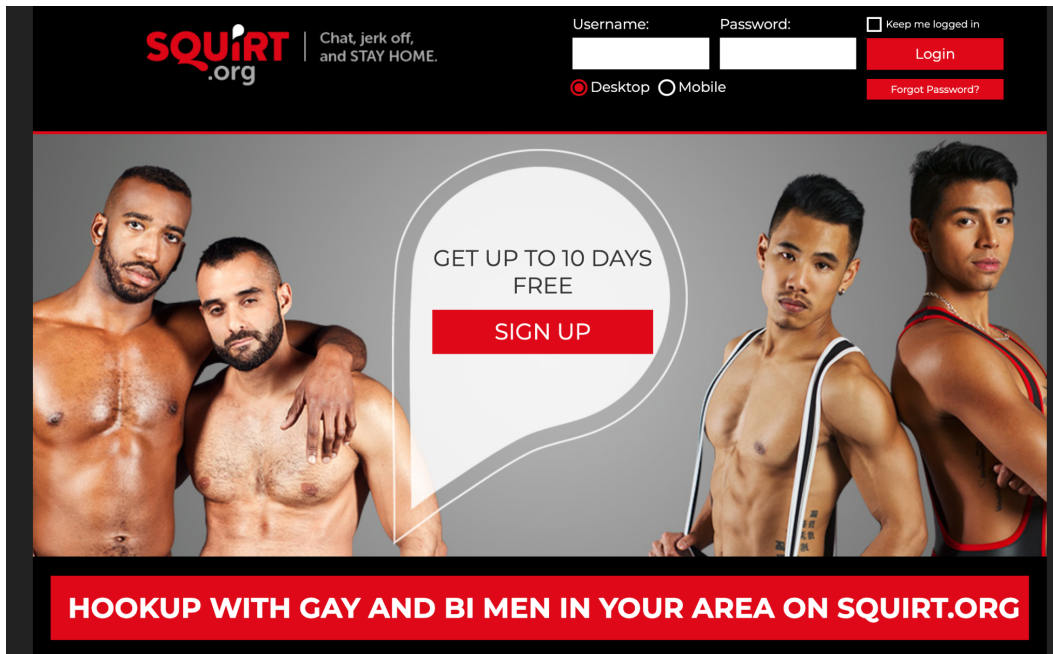 SQUIRT
.org
Chat, jerk off,
and STAY HOME.
Username:
Password:
Keep me logged in
Login
Desktop
Mobile
Forgot Password?
GET UP TO 10 DAYS
FREE
SIGN UP
HOOKUP WITH GAY AND BI MEN IN YOUR AREA ON SQUIRT.ORG